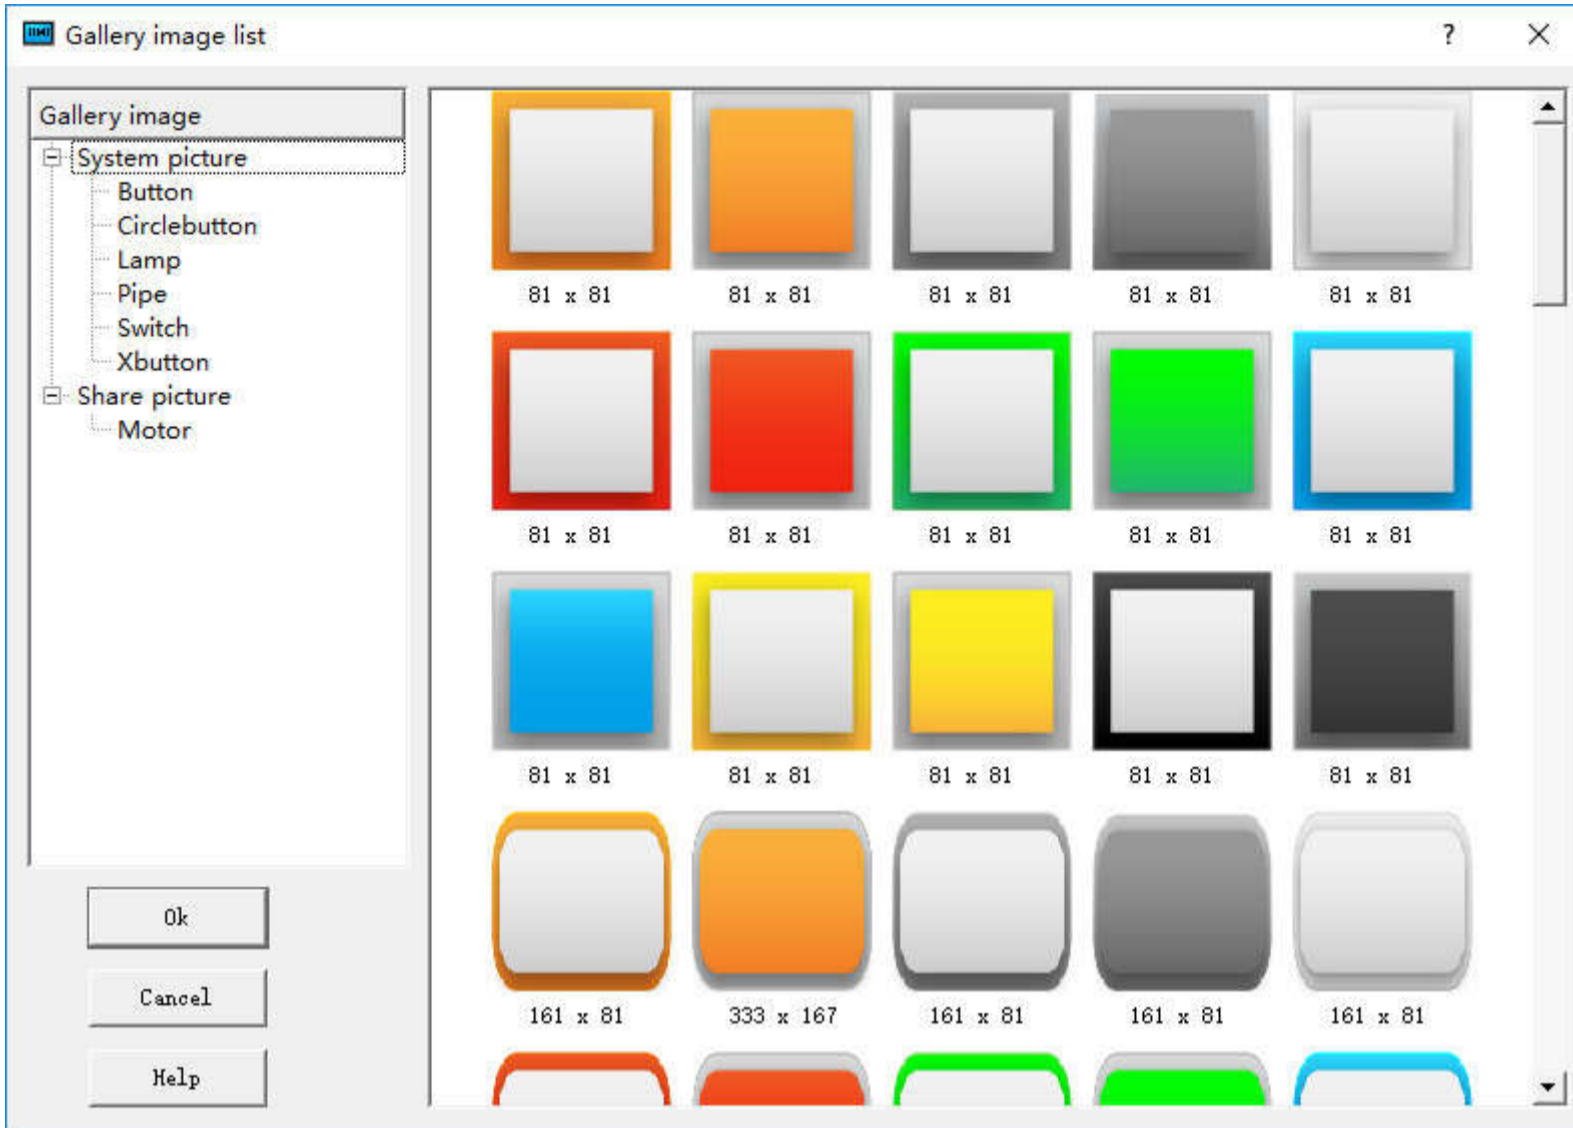 Gallery image list
?
Gallery image
System picture
Button
Circlebutton
Lamp
Pipe
Switch
Xbutton
Share picture
Motor
Ok
Cancel
Help
81 x 81 81 x 81 81 x 81 81 x 81 81 x 81
81 x 81 81 x 81 81 x 81 81 x 81 81 x 81
81 x 81 81 x 81 81 x 81 81 x 81 81 x 81
161 x 81 333 x 167 161 x 81 161 x 81 161 x 81